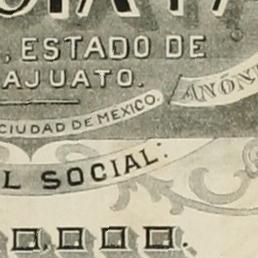 , ESTADO DE
AJUATO.
ANÓNI
CIUDAD DE MEXICO.
L SOCIAL: